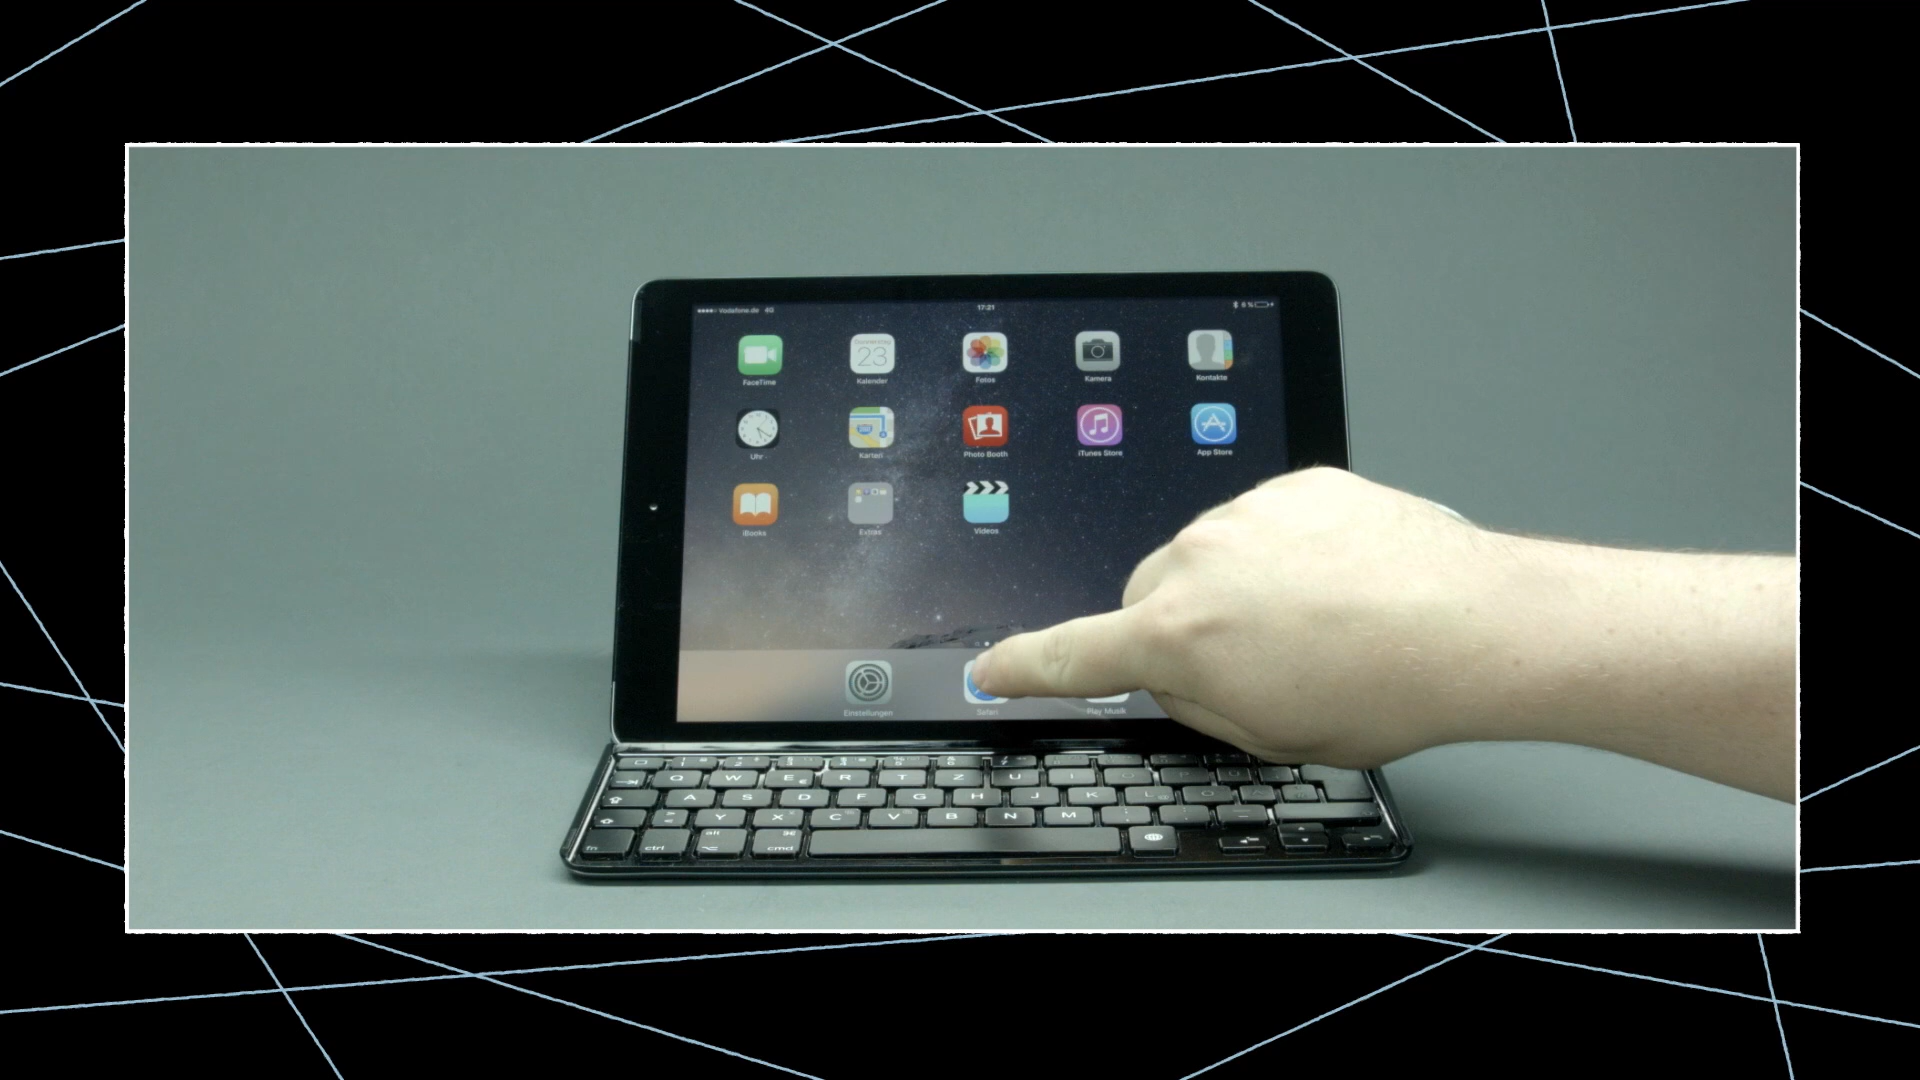 Vodafone.de 4G
17:21
FaceTime
Donnerstag
23
Kalender
Fotos
Kamera
Kontakte
Uhr
Karten
Photo Booth
iTunes Store
App Store
iBooks
Extras
Videos
Einstellungen
Safari
Play Musik
Q W E R T Z U I
A S D F G H J K L
Y X C V B N M
fn ctrl alt cmd